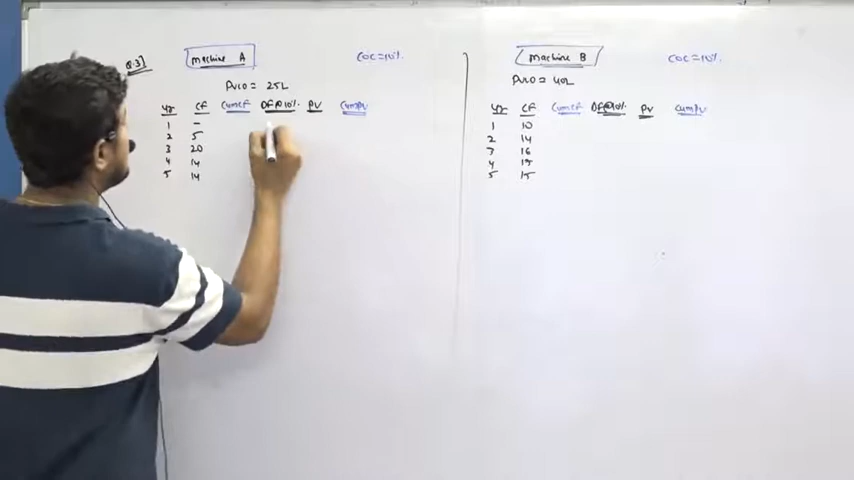 Q.3]
Machine A
COC = 10%
PVCO = 25L
Yr CF CumCF DF@10% PV CumPV
1 -
2 5
3 20
4 14
5 14
Machine B
COC = 10%
PVCO = 40L
Yr CF CumCF DF@10% PV CumPV
1 10
2 14
3 16
4
5 15